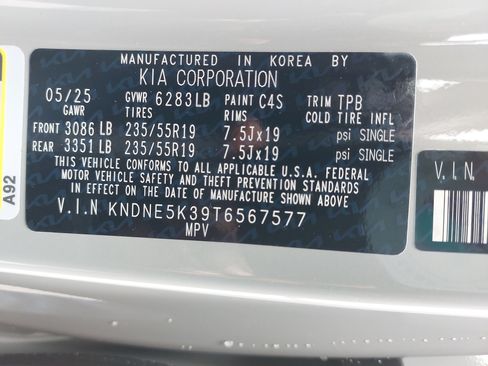 MANUFACTURED IN KOREA BY
KIA CORPORATION
05/25 GVWR 6283LB PAINT C4S TRIM TPB
GAWR TIRES RIMS COLD TIRE INFL
FRONT 3086 LB 235/55R19 7.5Jx19 psi SINGLE
REAR 3351 LB 235/55R19 7.5Jx19 psi SINGLE
THIS VEHICLE CONFORMS TO ALL APPLICABLE U.S.A. FEDERAL
MOTOR VEHICLE SAFETY AND THEFT PREVENTION STANDARDS
IN EFFECT ON THE DATE OF MANUFACTURE SHOWN ABOVE
V.I.N KNDNE5K39T6567577
MPV
A92
V.I.N.